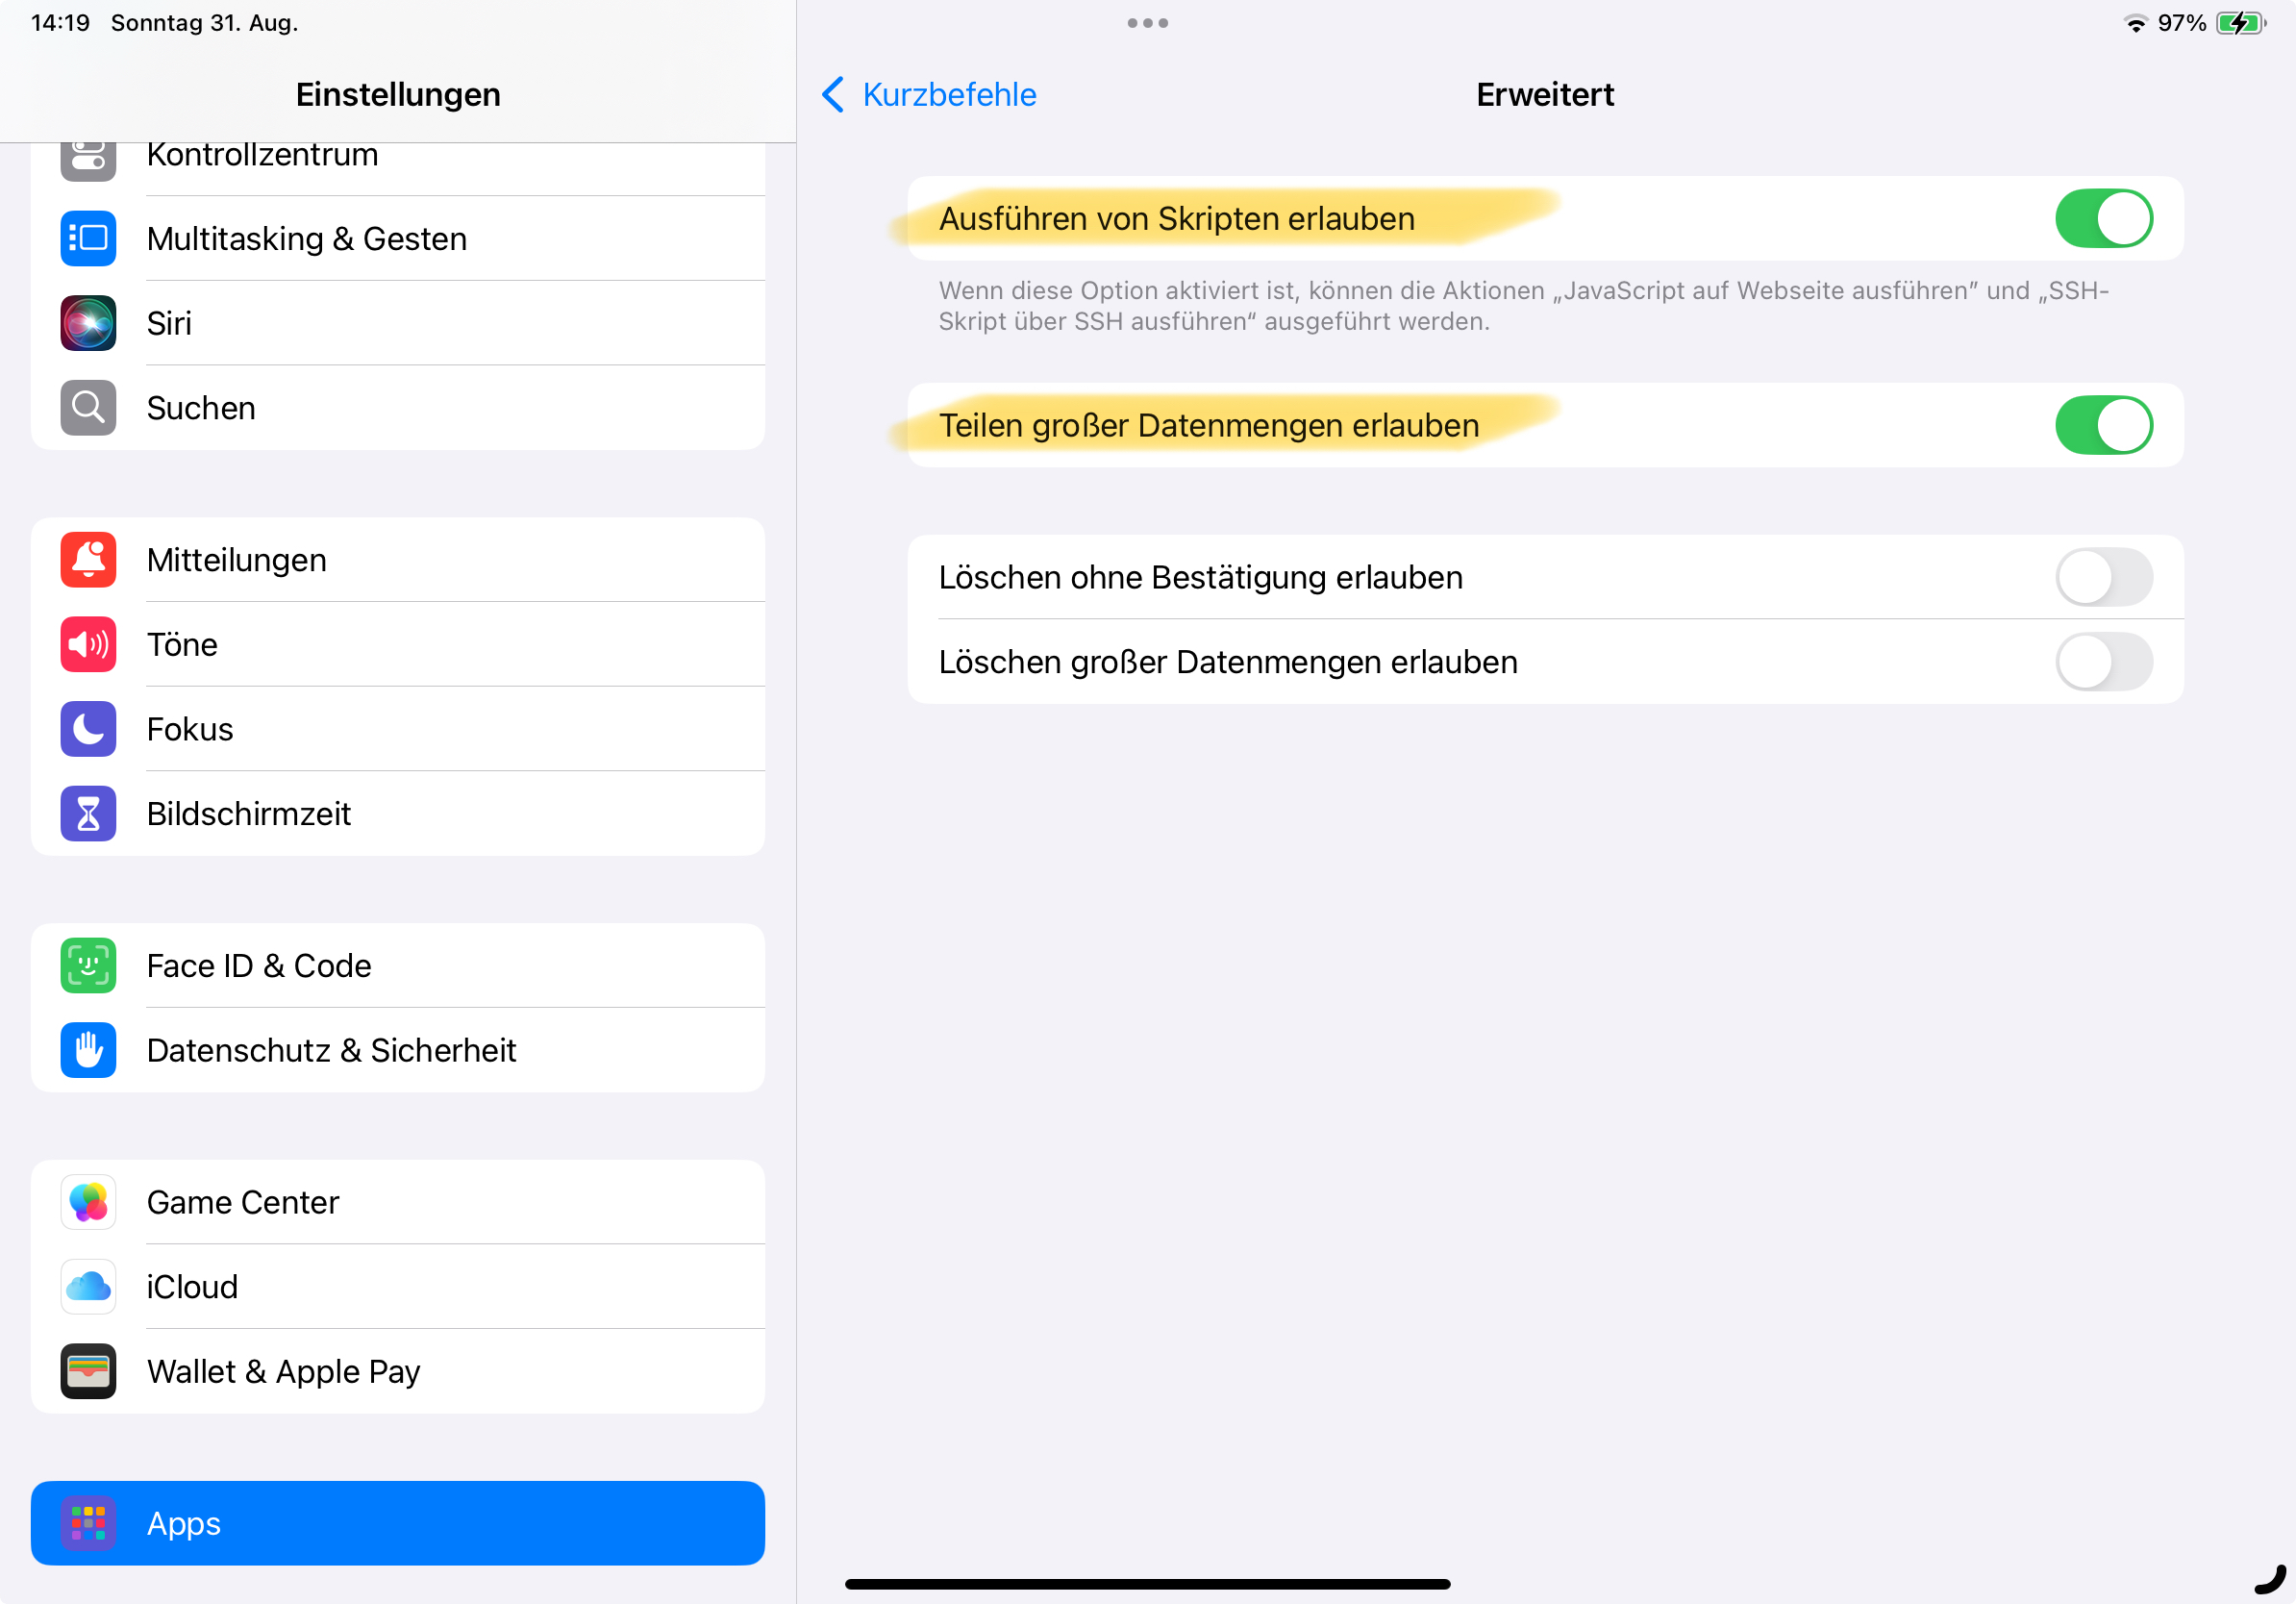 14:19 Sonntag 31. Aug.
97%
Einstellungen
Kontrollzentrum
Multitasking & Gesten
Siri
Suchen
Mitteilungen
Töne
Fokus
Bildschirmzeit
Face ID & Code
Datenschutz & Sicherheit
Game Center
iCloud
Wallet & Apple Pay
Apps
Kurzbefehle
Erweitert
Ausführen von Skripten erlauben
Wenn diese Option aktiviert ist, können die Aktionen „JavaScript auf Webseite ausführen” und „SSH-
Skript über SSH ausführen“ ausgeführt werden.
Teilen großer Datenmengen erlauben
Löschen ohne Bestätigung erlauben
Löschen großer Datenmengen erlauben